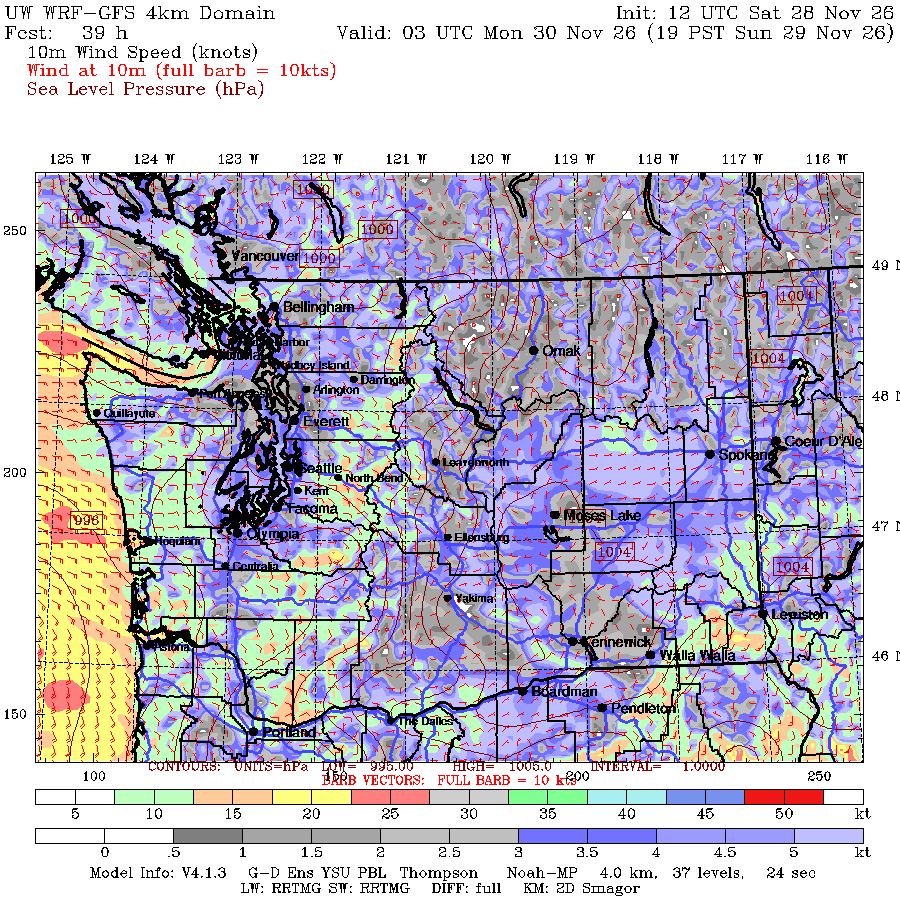 UW WRF-GFS 4km Domain Init: 12 UTC Sat 28 Nov 26
Fcst: 39 h Valid: 03 UTC Mon 30 Nov 26 (19 PST Sun 29 Nov 26)
10m Wind Speed (knots)
Wind at 10m (full barb = 10kts)
Sea Level Pressure (hPa)
125 W 124 W 123 W 122 W 121 W 120 W 119 W 118 W 117 W 116 W
1000
1000
250
1000
Vancouver
1000
49 N
1004
Bellingham
Omak
1004
Whidbey Island
Darrington
Arlington
Port Angeles
48 N
Quillayute
Everett
Coeur D'Ale
Spokane
Leavenworth
Seattle
200
North Bend
Kent
Tacoma
Moses Lake
996
47 N
Olympia
Ellensburg
Hoquiam
1004
Centralia
1004
Yakima
Lewiston
Kennewick
Astoria
Walla Walla
46 N
Boardman
Pendleton
150
The Dalles
Portland
CONTOURS: UNITS=hPa LOW= 995.00 HIGH= 1005.0 INTERVAL= 1.0000
100 150 200 250
BARB VECTORS: FULL BARB = 10 kts
5 10 15 20 25 30 35 40 45 50 kt
0 .5 1 1.5 2 2.5 3 3.5 4 4.5 5 kt
Model Info: V4.1.3 G-D Ens YSU PBL Thompson Noah-MP 4.0 km, 37 levels, 24 sec
LW: RRTMG SW: RRTMG DIFF: full KM: 2D Smagor